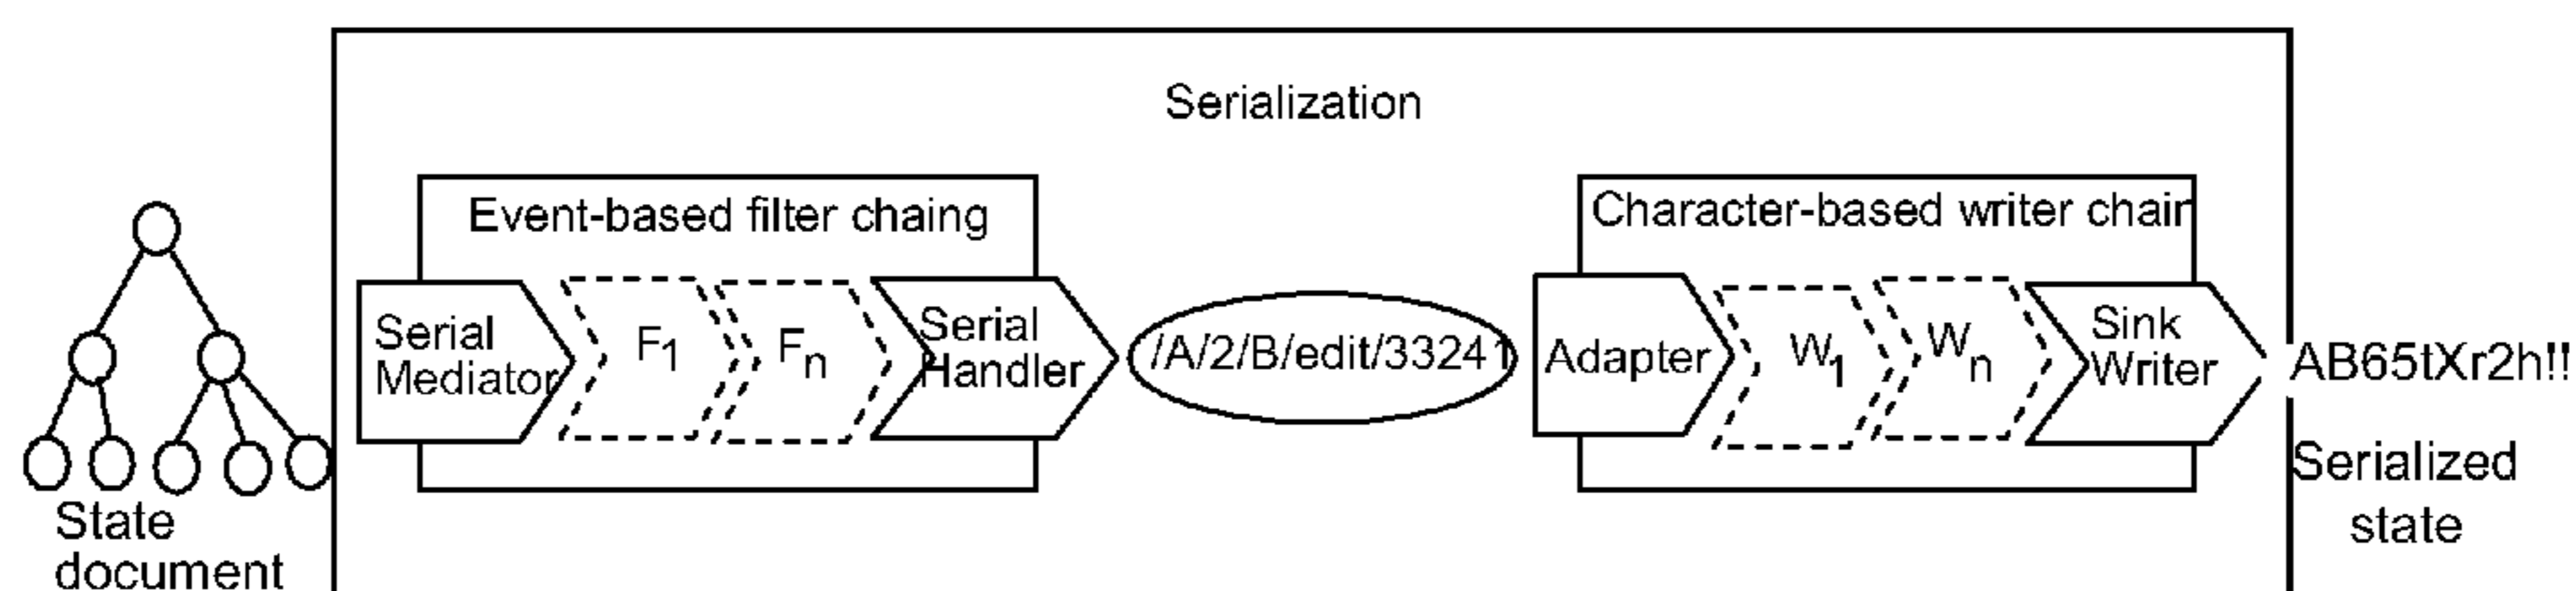 Serialization
Event-based filter chaing
Character-based writer chain
Serial
Mediator
F1
Fn
Serial
Handler
/A/2/B/edit/33241
Adapter
W1
Wn
Sink
Writer
AB65tXr2h!!
Serialized
state
State
document